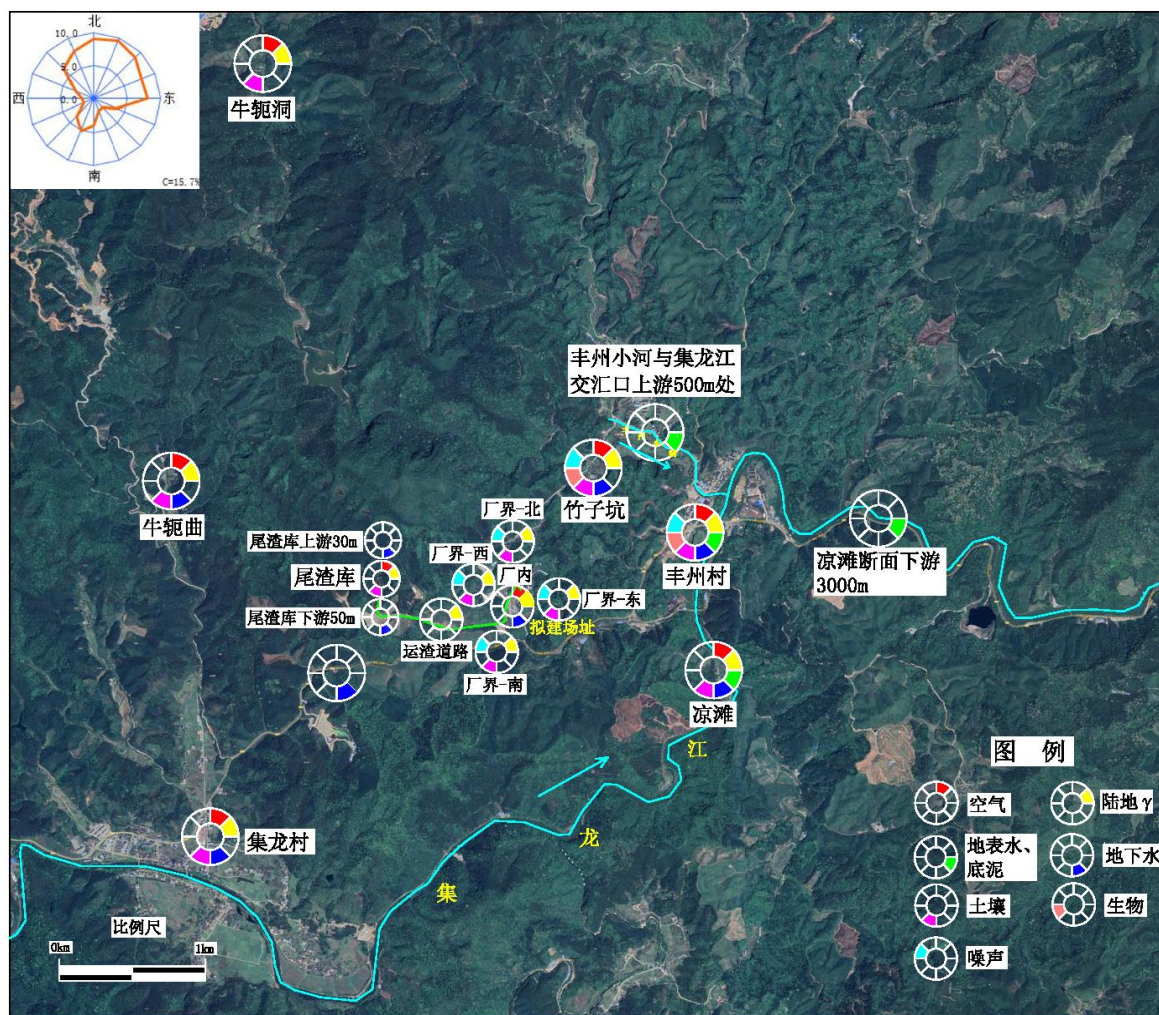 北
10.0
5.0
西
0.0
东
南
C=15.7%
牛轭洞
丰州小河与集龙江
交汇口上游500m处
丰
州
小
河
牛轭曲
竹子坑
尾渣库上游30m
厂界-北
厂界-西
尾渣库
厂内
丰州村
凉滩断面下游
3000m
厂界-东
尾渣库下游50m
拟建场址
运渣道路
厂界-南
凉滩
江
龙
集
集龙村
比例尺
0km
1km
图 例
空气
陆地γ
地表水、
底泥
地下水
土壤
生物
噪声